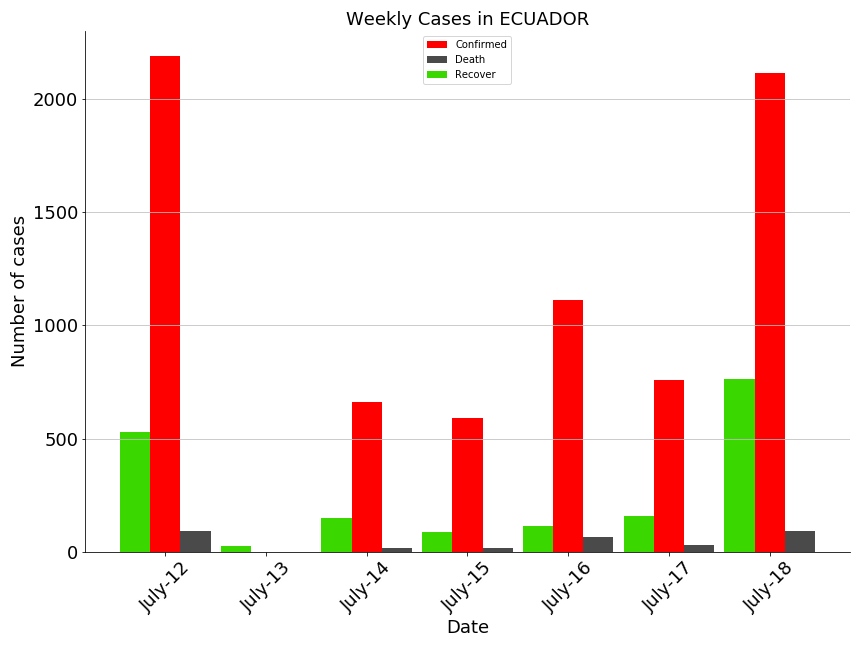 Weekly Cases in ECUADOR
Confirmed
Death
Recover
Number of cases
2000
1500
1000
500
0
July-12
July-13
July-14
July-15
July-16
July-17
July-18
Date